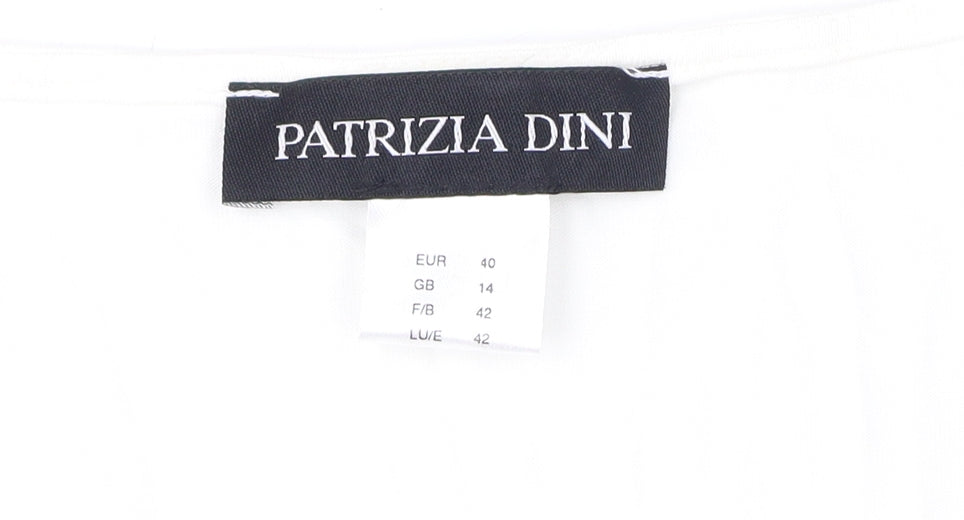 PATRIZIA DINI
EUR 40
GB 14
F/B 42
LU/E 42